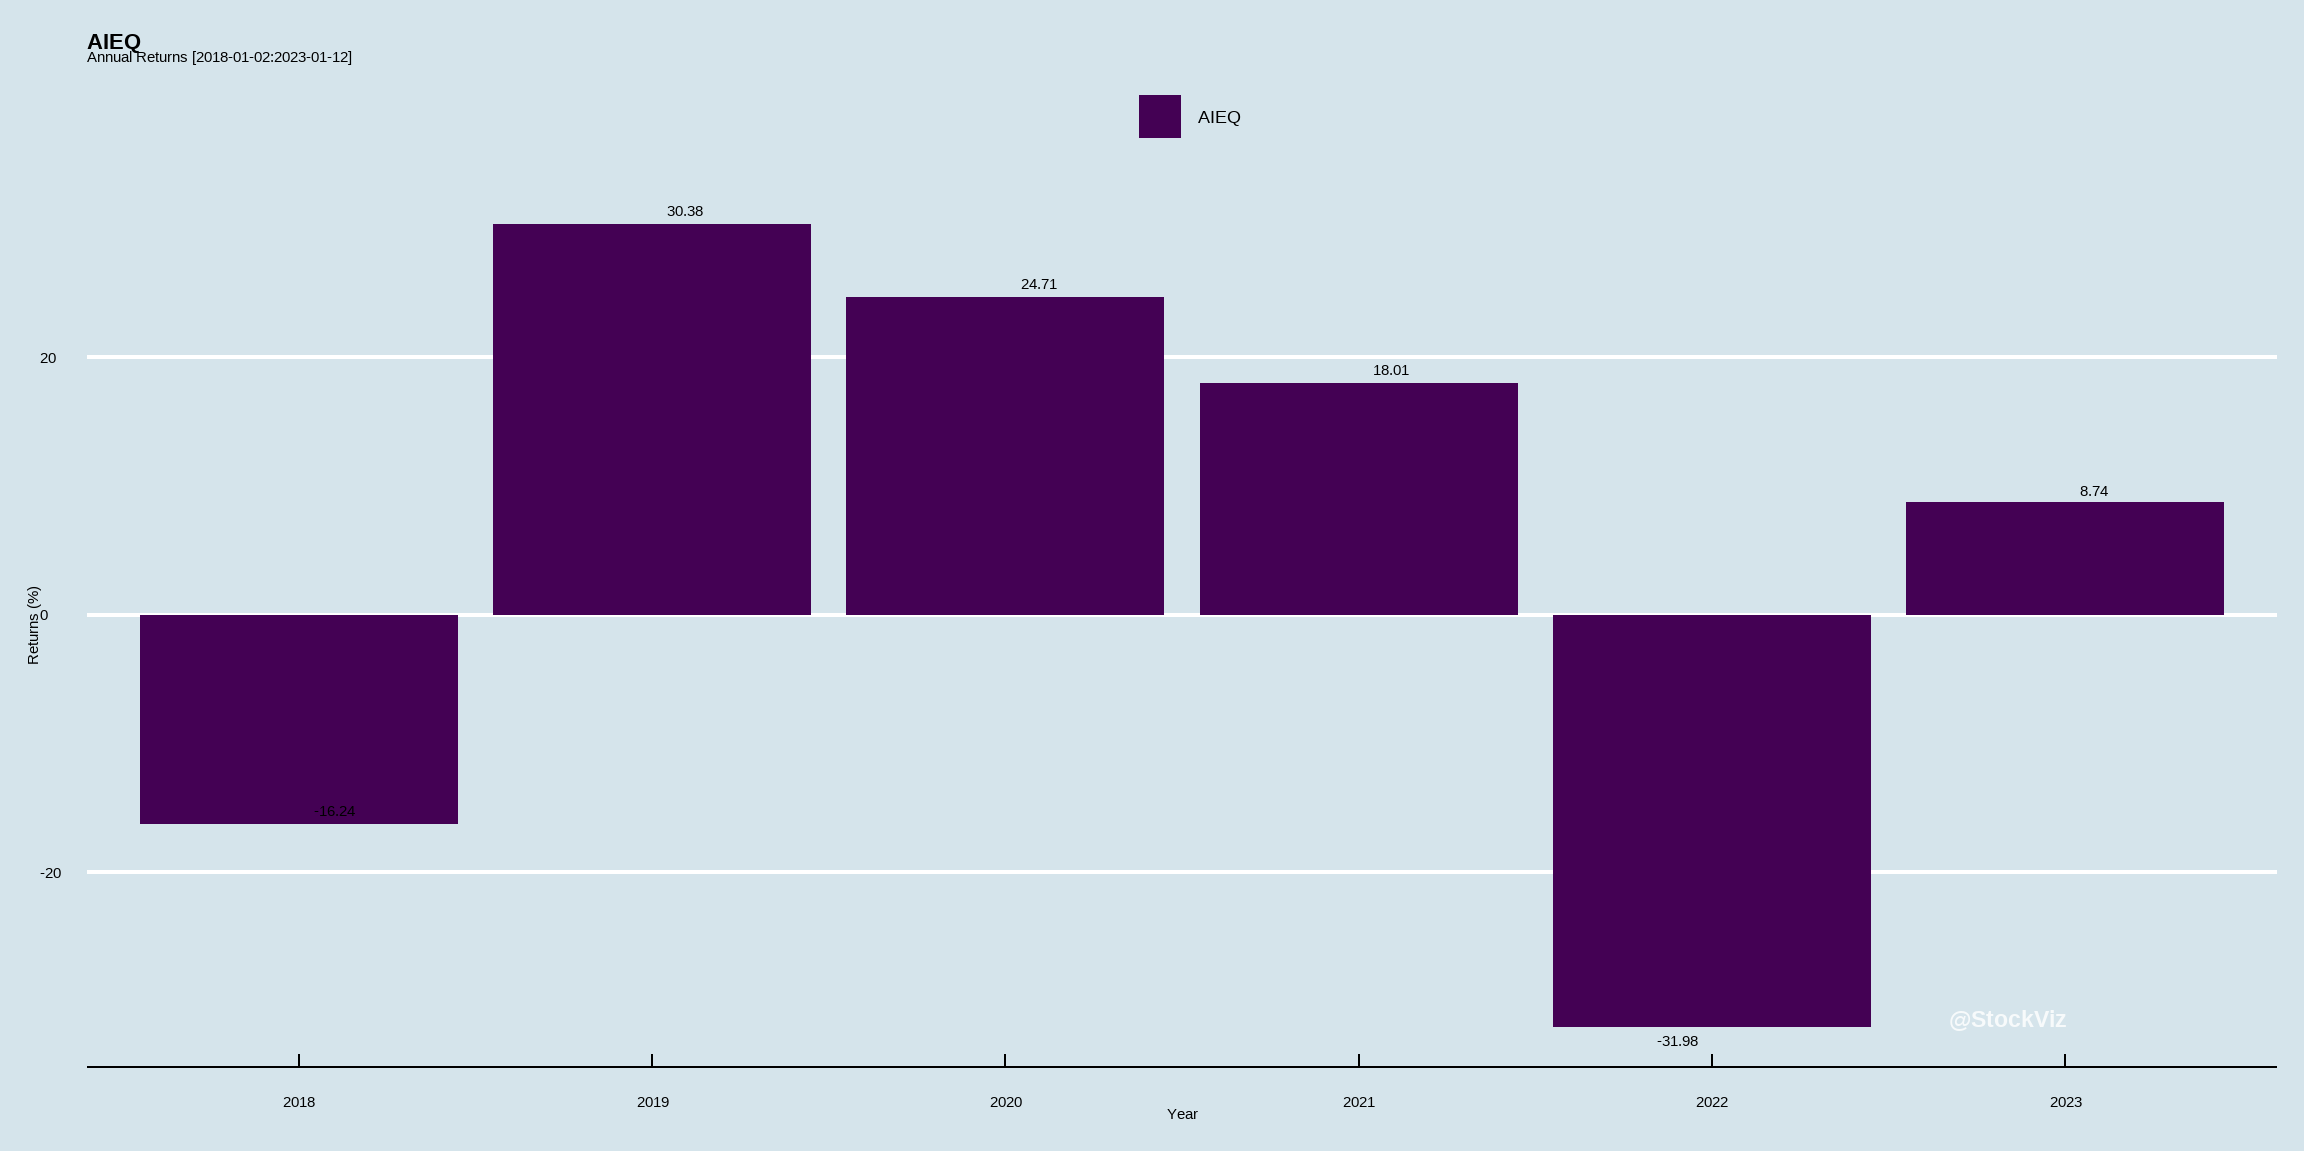 AIEQ
Annual Returns [2018-01-02:2023-01-12]
AIEQ
30.38
24.71
20
18.01
8.74
Returns (%)
0
-16.24
-20
@StockViz
-31.98
2018 2019 2020 2021 2022 2023
Year